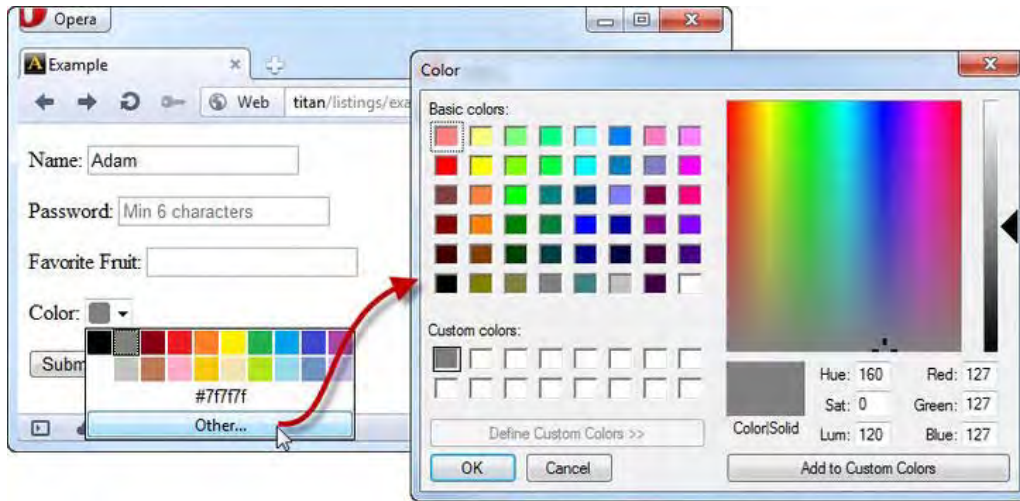 Opera
Example
Web titan/listings/exa
Name: Adam
Password: Min 6 characters
Favorite Fruit:
Color:
Subm
#7f7f7f
Other...
Color
Basic colors:
Custom colors:
Define Custom Colors >>
OK Cancel
Color|Solid
Hue: 160 Red: 127
Sat: 0 Green: 127
Lum: 120 Blue: 127
Add to Custom Colors